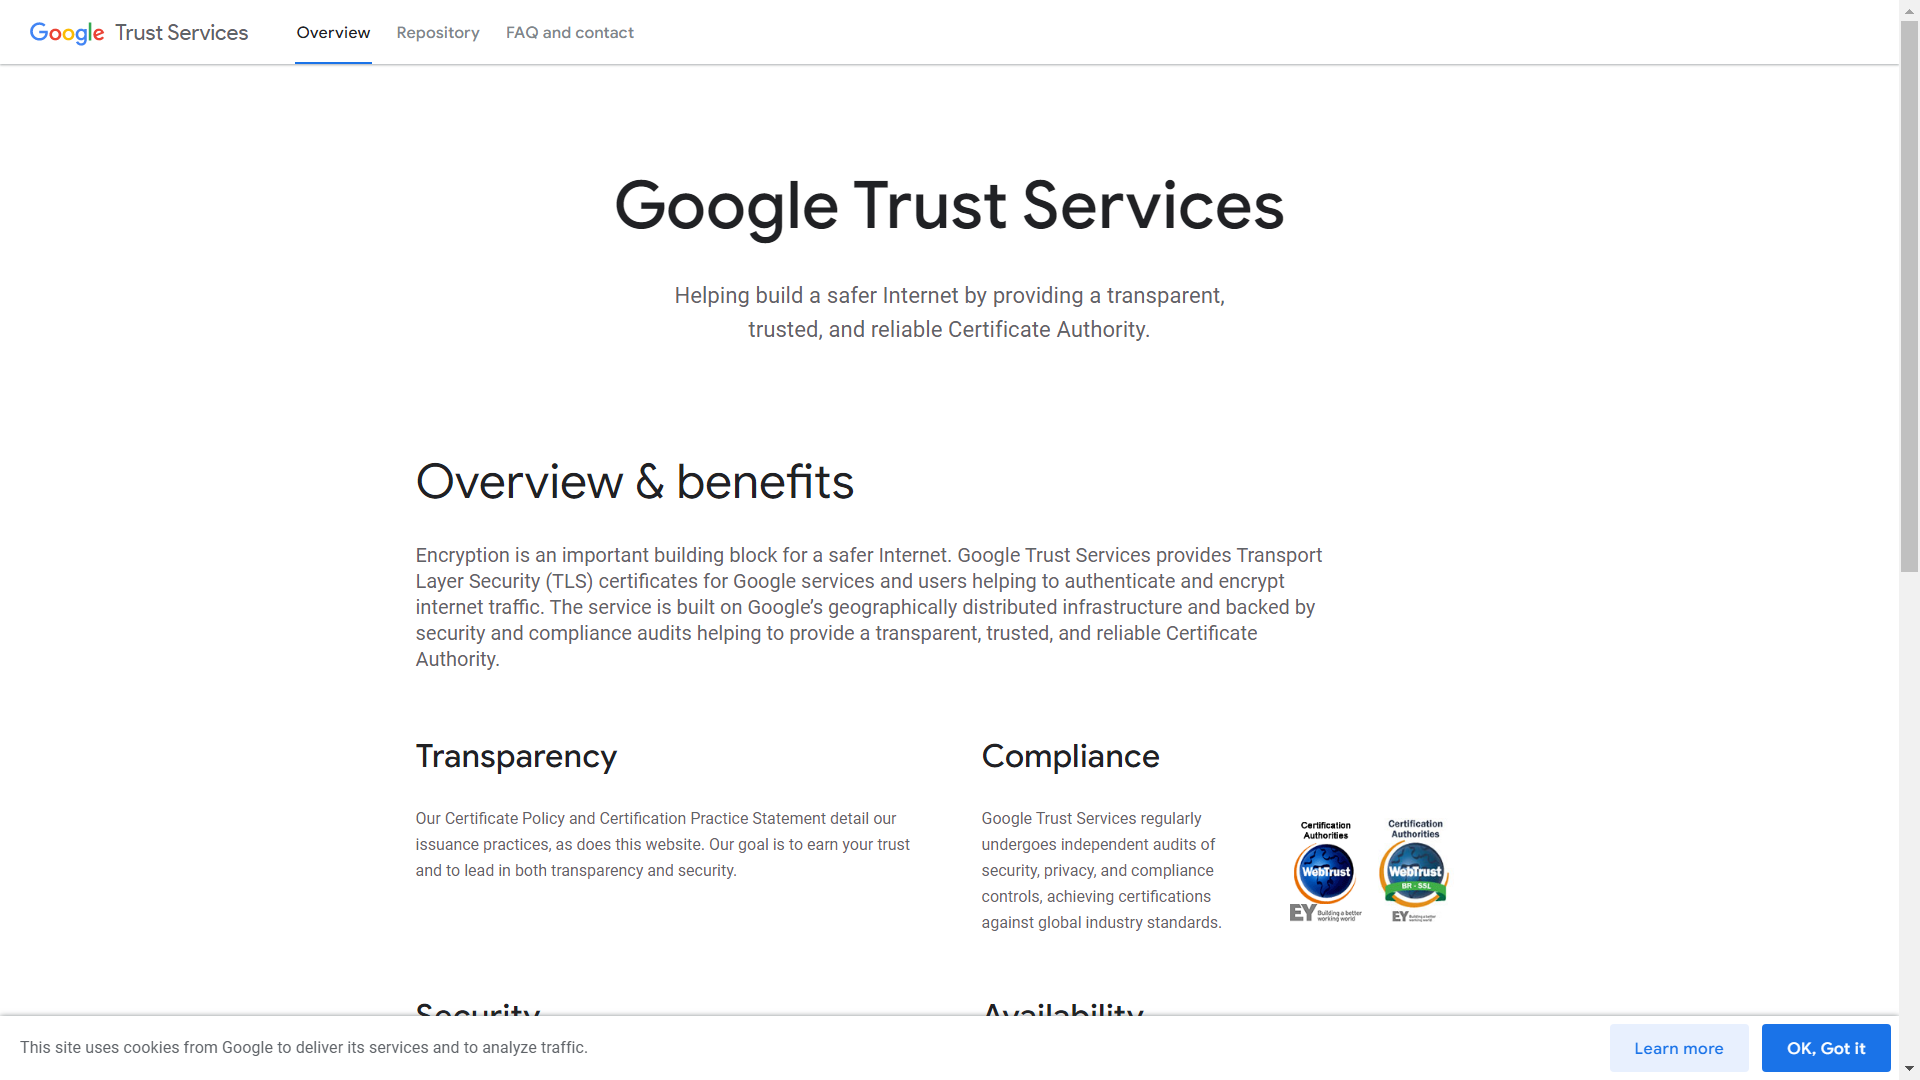 Google Trust Services Overview Repository FAQ and contact
Google Trust Services
Helping build a safer Internet by providing a transparent,
trusted, and reliable Certificate Authority.
Overview & benefits
Encryption is an important building block for a safer Internet. Google Trust Services provides Transport
Layer Security (TLS) certificates for Google services and users helping to authenticate and encrypt
internet traffic. The service is built on Google’s geographically distributed infrastructure and backed by
security and compliance audits helping to provide a transparent, trusted, and reliable Certificate
Authority.
Transparency
Our Certificate Policy and Certification Practice Statement detail our
issuance practices, as does this website. Our goal is to earn your trust
and to lead in both transparency and security.
Compliance
Google Trust Services regularly
undergoes independent audits of
security, privacy, and compliance
controls, achieving certifications
against global industry standards.
Certification
Authorities
WebTrust
EY Building a better
working world
Certification
Authorities
WebTrust
BR - SSL
EY Building a better
working world
Security
Availability
This site uses cookies from Google to deliver its services and to analyze traffic.
Learn more
OK, Got it